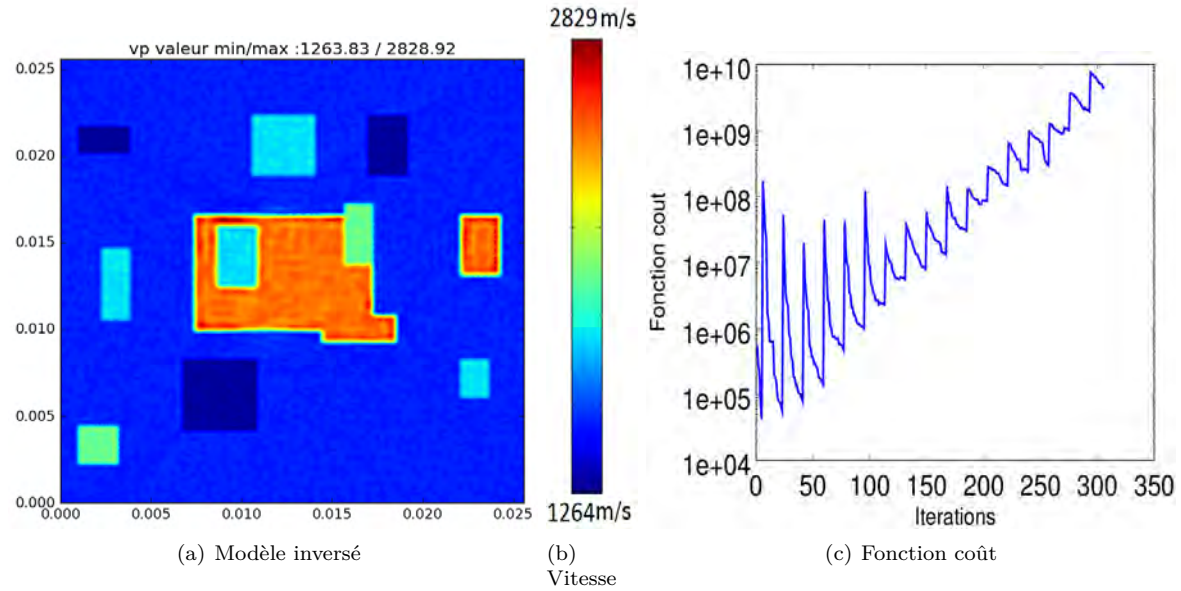 vp valeur min/max :1263.83 / 2828.92
0.025
0.020
0.015
0.010
0.005
0.000
0.000 0.005 0.010 0.015 0.020 0.025
(a) Modèle inversé
2829m/s
1264m/s
(b)
Vitesse
Fonction cout
1e+10
1e+09
1e+08
1e+07
1e+06
1e+05
1e+04
0 50 100 150 200 250 300 350
Iterations
(c) Fonction coût